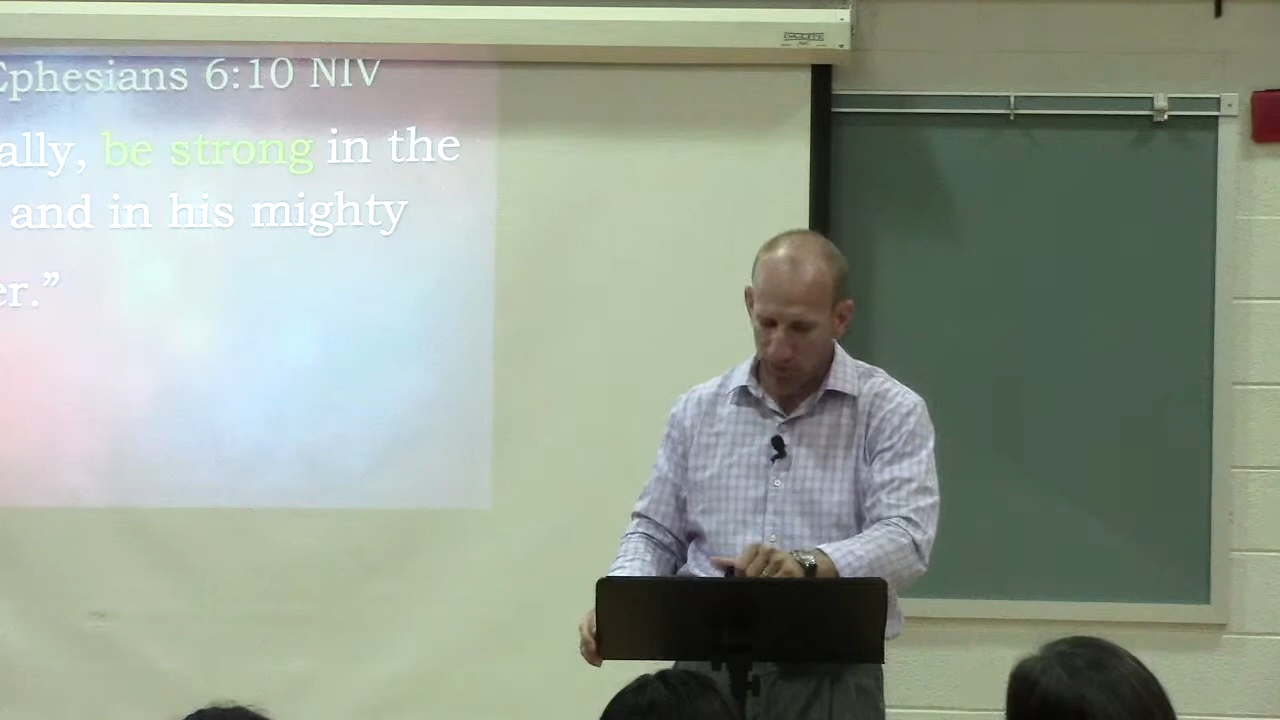 Ephesians 6:10 NIV
ally, be strong in the
and in his mighty
er.”